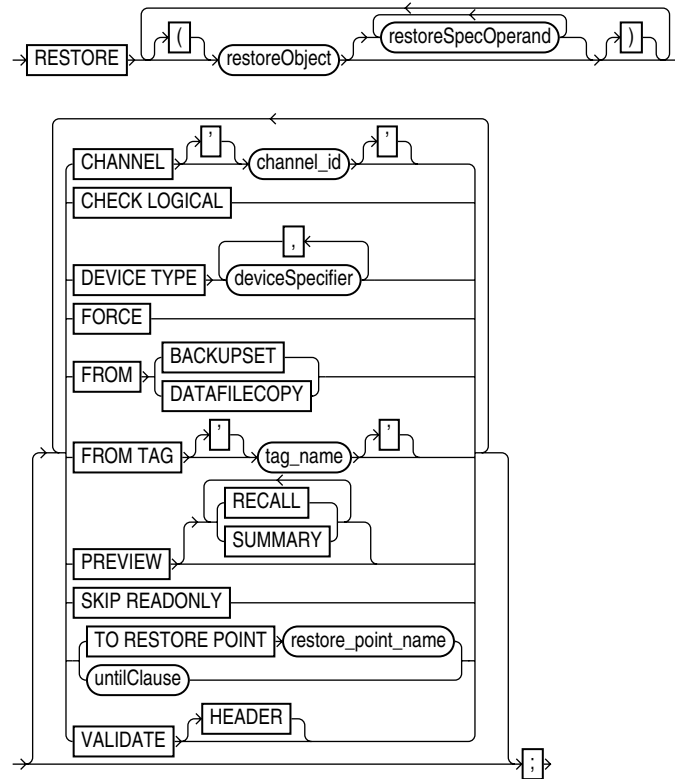 ( restoreSpecOperand )
RESTORE restoreObject
CHANNEL ' channel_id '
CHECK LOGICAL
,
DEVICE TYPE deviceSpecifier
FORCE
BACKUPSET
FROM
DATAFILECOPY
FROM TAG ' tag_name '
RECALL
SUMMARY
PREVIEW
SKIP READONLY
TO RESTORE POINT restore_point_name
untilClause
HEADER
VALIDATE
;